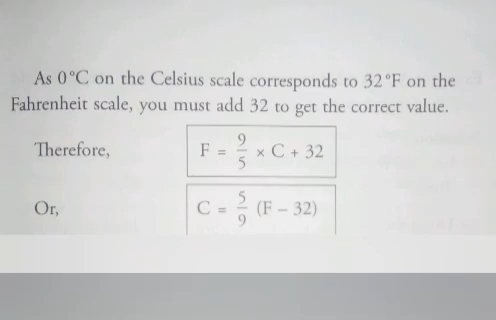 As 0°C on the Celsius scale corresponds to 32°F on the
Fahrenheit scale, you must add 32 to get the correct value.
Therefore, F = 9/5 × C + 32
Or, C = 5/9 (F – 32)